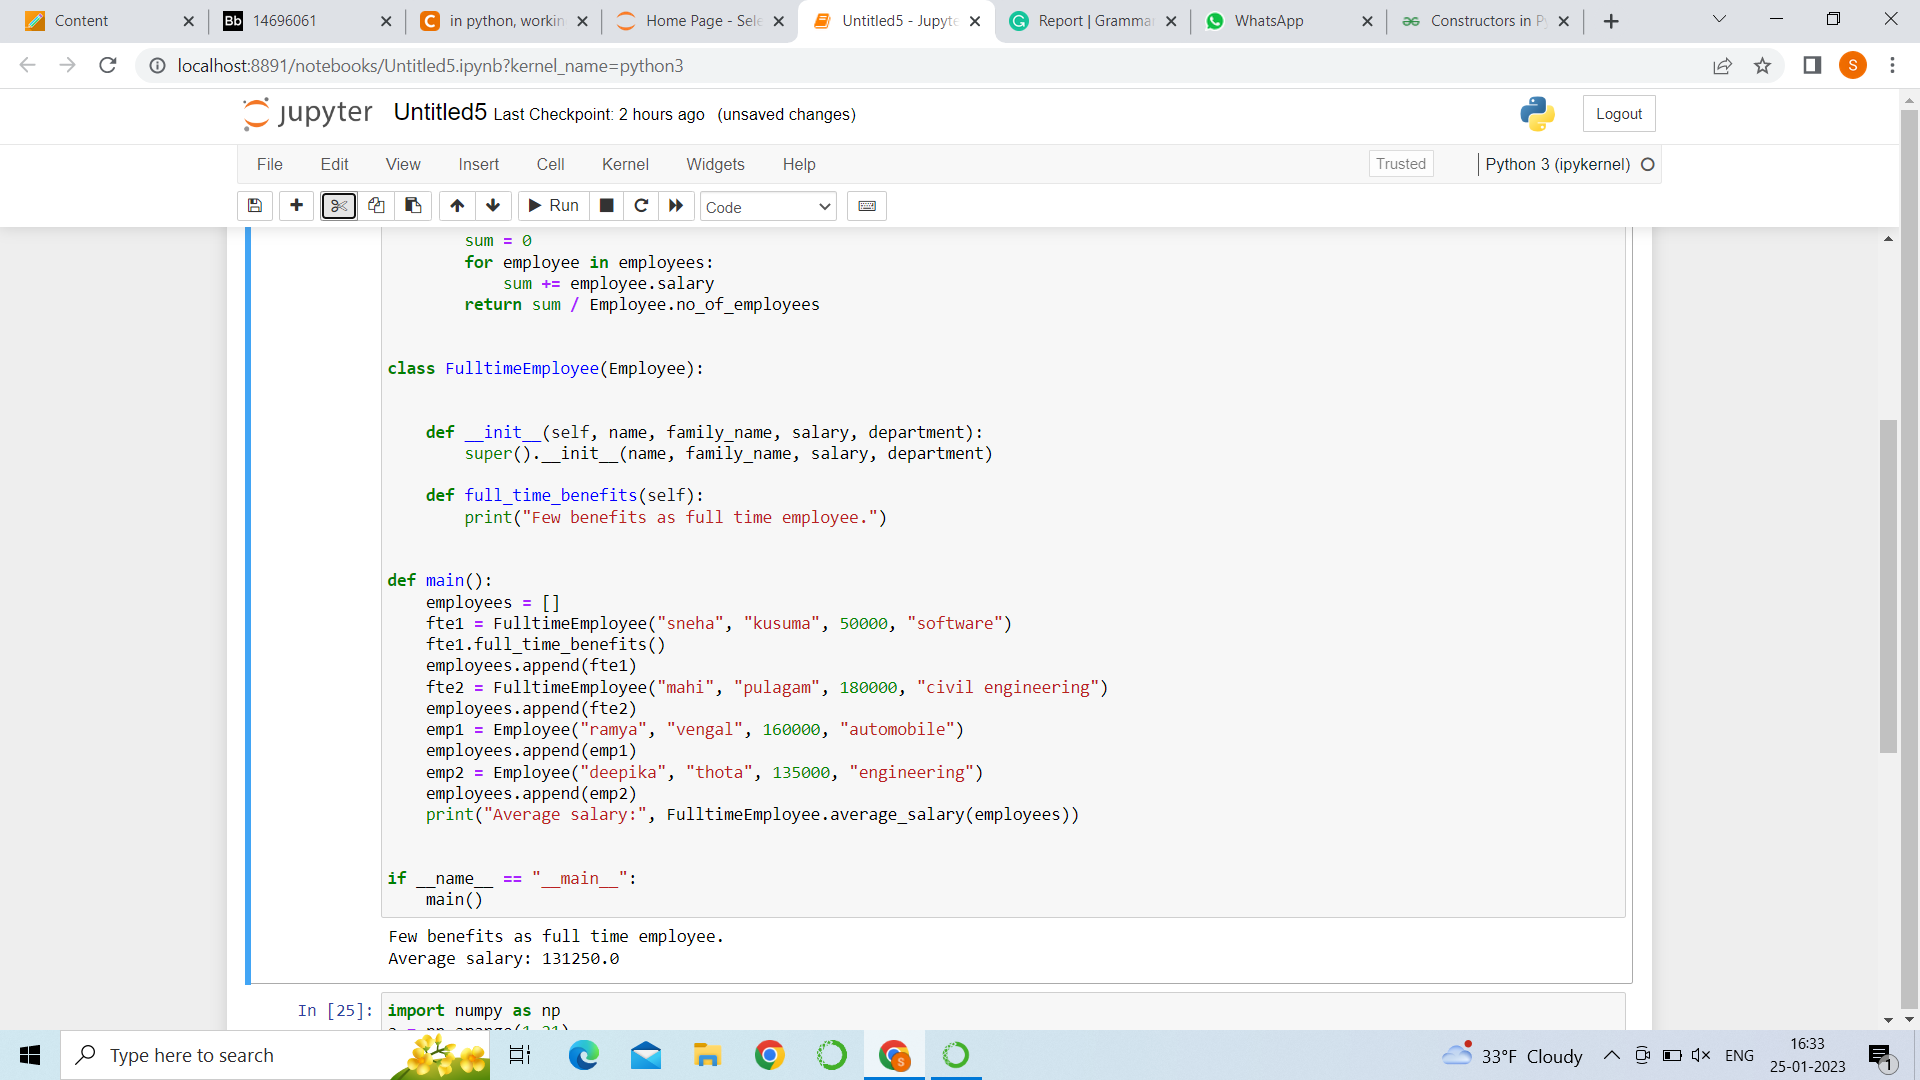 Content
14696061
in python, workin
Home Page - Sele
Untitled5 - Jupyte
Report | Gramma
WhatsApp
Constructors in Py
localhost:8891/notebooks/Untitled5.ipynb?kernel_name=python3
S
jupyter Untitled5 Last Checkpoint: 2 hours ago (unsaved changes)
Logout
File Edit View Insert Cell Kernel Widgets Help
Trusted
Python 3 (ipykernel)
Run
Code
        sum = 0
        for employee in employees:
            sum += employee.salary
        return sum / Employee.no_of_employees
class FulltimeEmployee(Employee):
    def __init__(self, name, family_name, salary, department):
        super().__init__(name, family_name, salary, department)
    def full_time_benefits(self):
        print("Few benefits as full time employee.")
def main():
    employees = []
    fte1 = FulltimeEmployee("sneha", "kusuma", 50000, "software")
    fte1.full_time_benefits()
    employees.append(fte1)
    fte2 = FulltimeEmployee("mahi", "pulagam", 180000, "civil engineering")
    employees.append(fte2)
    emp1 = Employee("ramya", "vengal", 160000, "automobile")
    employees.append(emp1)
    emp2 = Employee("deepika", "thota", 135000, "engineering")
    employees.append(emp2)
    print("Average salary:", FulltimeEmployee.average_salary(employees))
if __name__ == "__main__":
    main()
Few benefits as full time employee.
Average salary: 131250.0
In [25]: import numpy as np
Type here to search
33°F Cloudy
ENG
16:33
25-01-2023
1